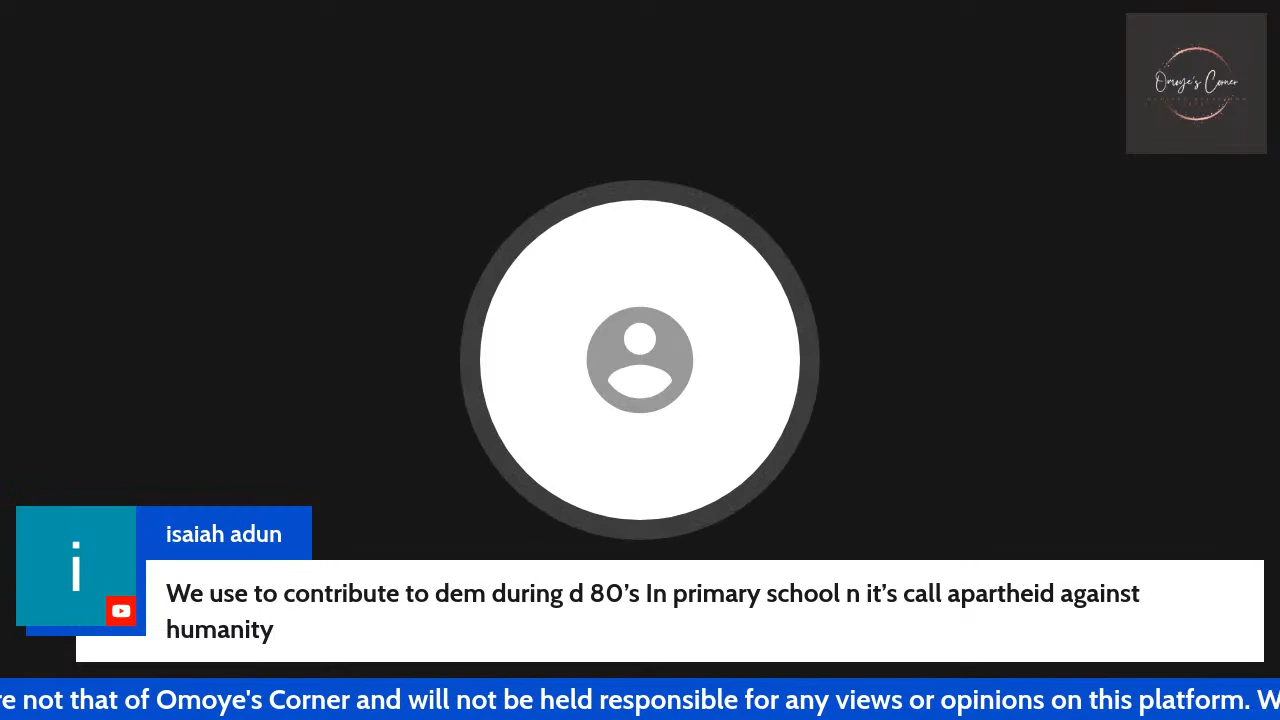 Omoye's Corner
i
isaiah adun
We use to contribute to dem during d 80’s In primary school n it’s call apartheid against
humanity
re not that of Omoye's Corner and will not be held responsible for any views or opinions on this platform. W